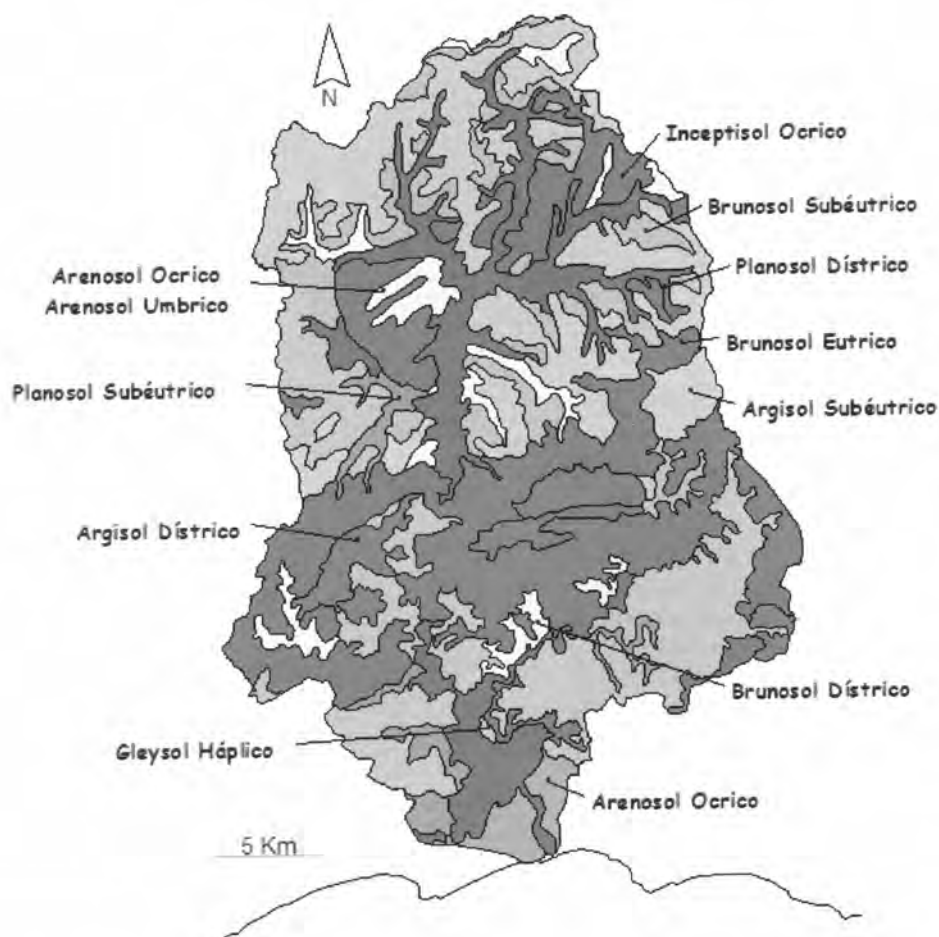 N
Inceptisol Ocrico
Brunosol Subéutrico
Planosol Dístrico
Arenosol Ocrico
Arenosol Umbrico
Brunosol Eutrico
Planosol Subéutrico
Argisol Subéutrico
Argisol Dístrico
Brunosol Dístrico
Gleysol Háplico
Arenosol Ocrico
5 Km